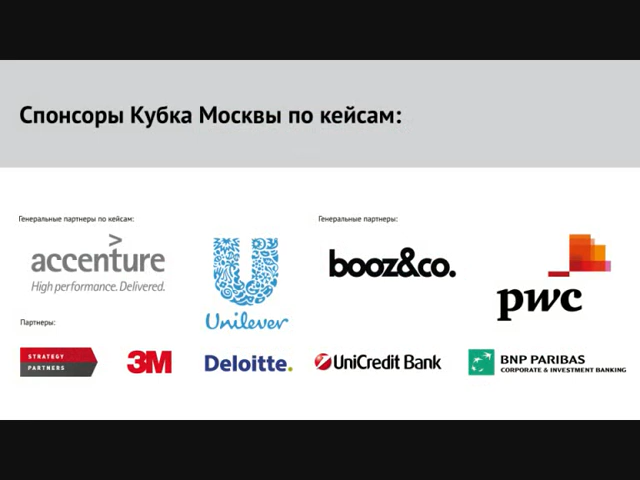 Спонсоры Кубка Москвы по кейсам:
Генеральные партнеры по кейсам:
Генеральные партнеры:
accenture
High performance. Delivered.
Unilever
booz&co.
pwc
Партнеры:
STRATEGY
PARTNERS
3M
Deloitte.
UniCredit Bank
BNP PARIBAS
CORPORATE & INVESTMENT BANKING